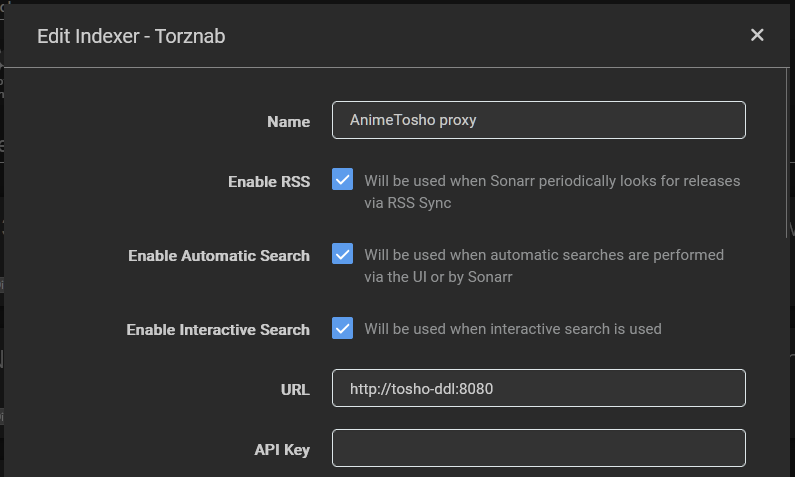 Edit Indexer - Torznab
Name
AnimeTosho proxy
Enable RSS
Will be used when Sonarr periodically looks for releases
via RSS Sync
Enable Automatic Search
Will be used when automatic searches are performed
via the UI or by Sonarr
Enable Interactive Search
Will be used when interactive search is used
URL
http://tosho-ddl:8080
API Key